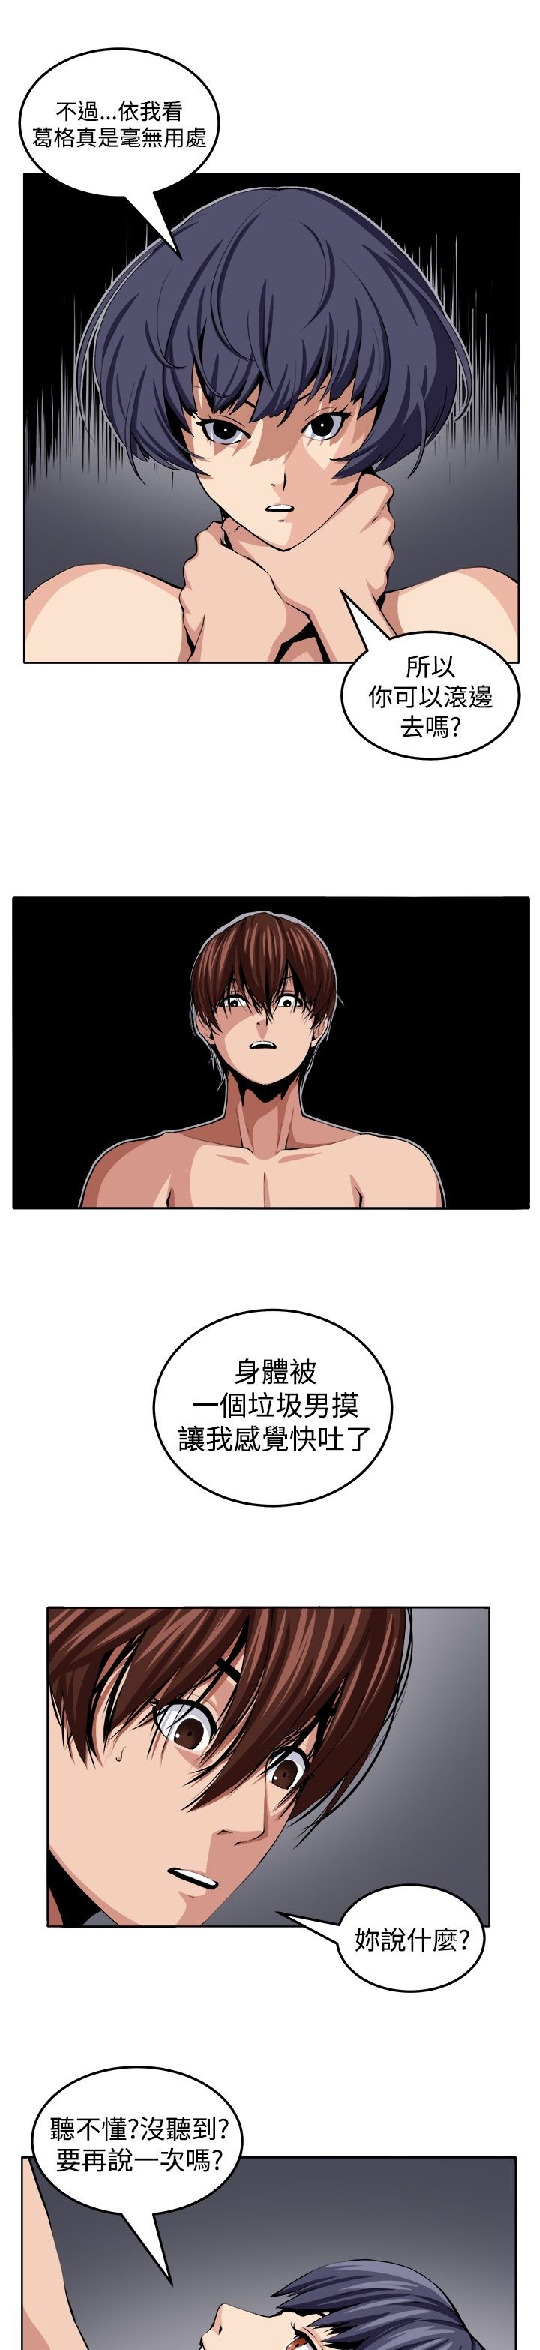 不過...依我看
葛格真是毫無用處
所以
你可以滾邊
去嗎?
身體被
一個垃圾男摸
讓我感覺快吐了
妳說什麼?
聽不懂?沒聽到?
要再說一次嗎?